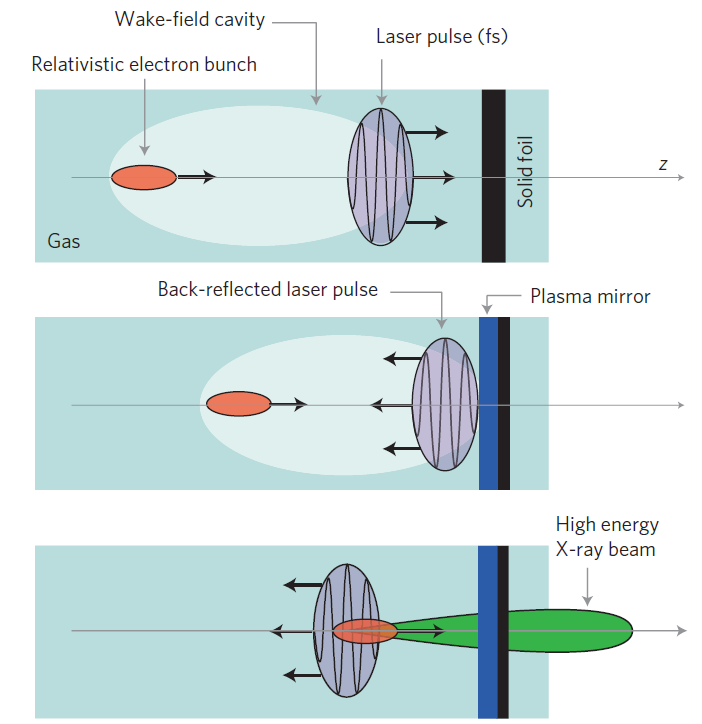 Wake-field cavity
Laser pulse (fs)
Relativistic electron bunch
Solid foil
z
Gas
Back-reflected laser pulse
Plasma mirror
High energy
X-ray beam